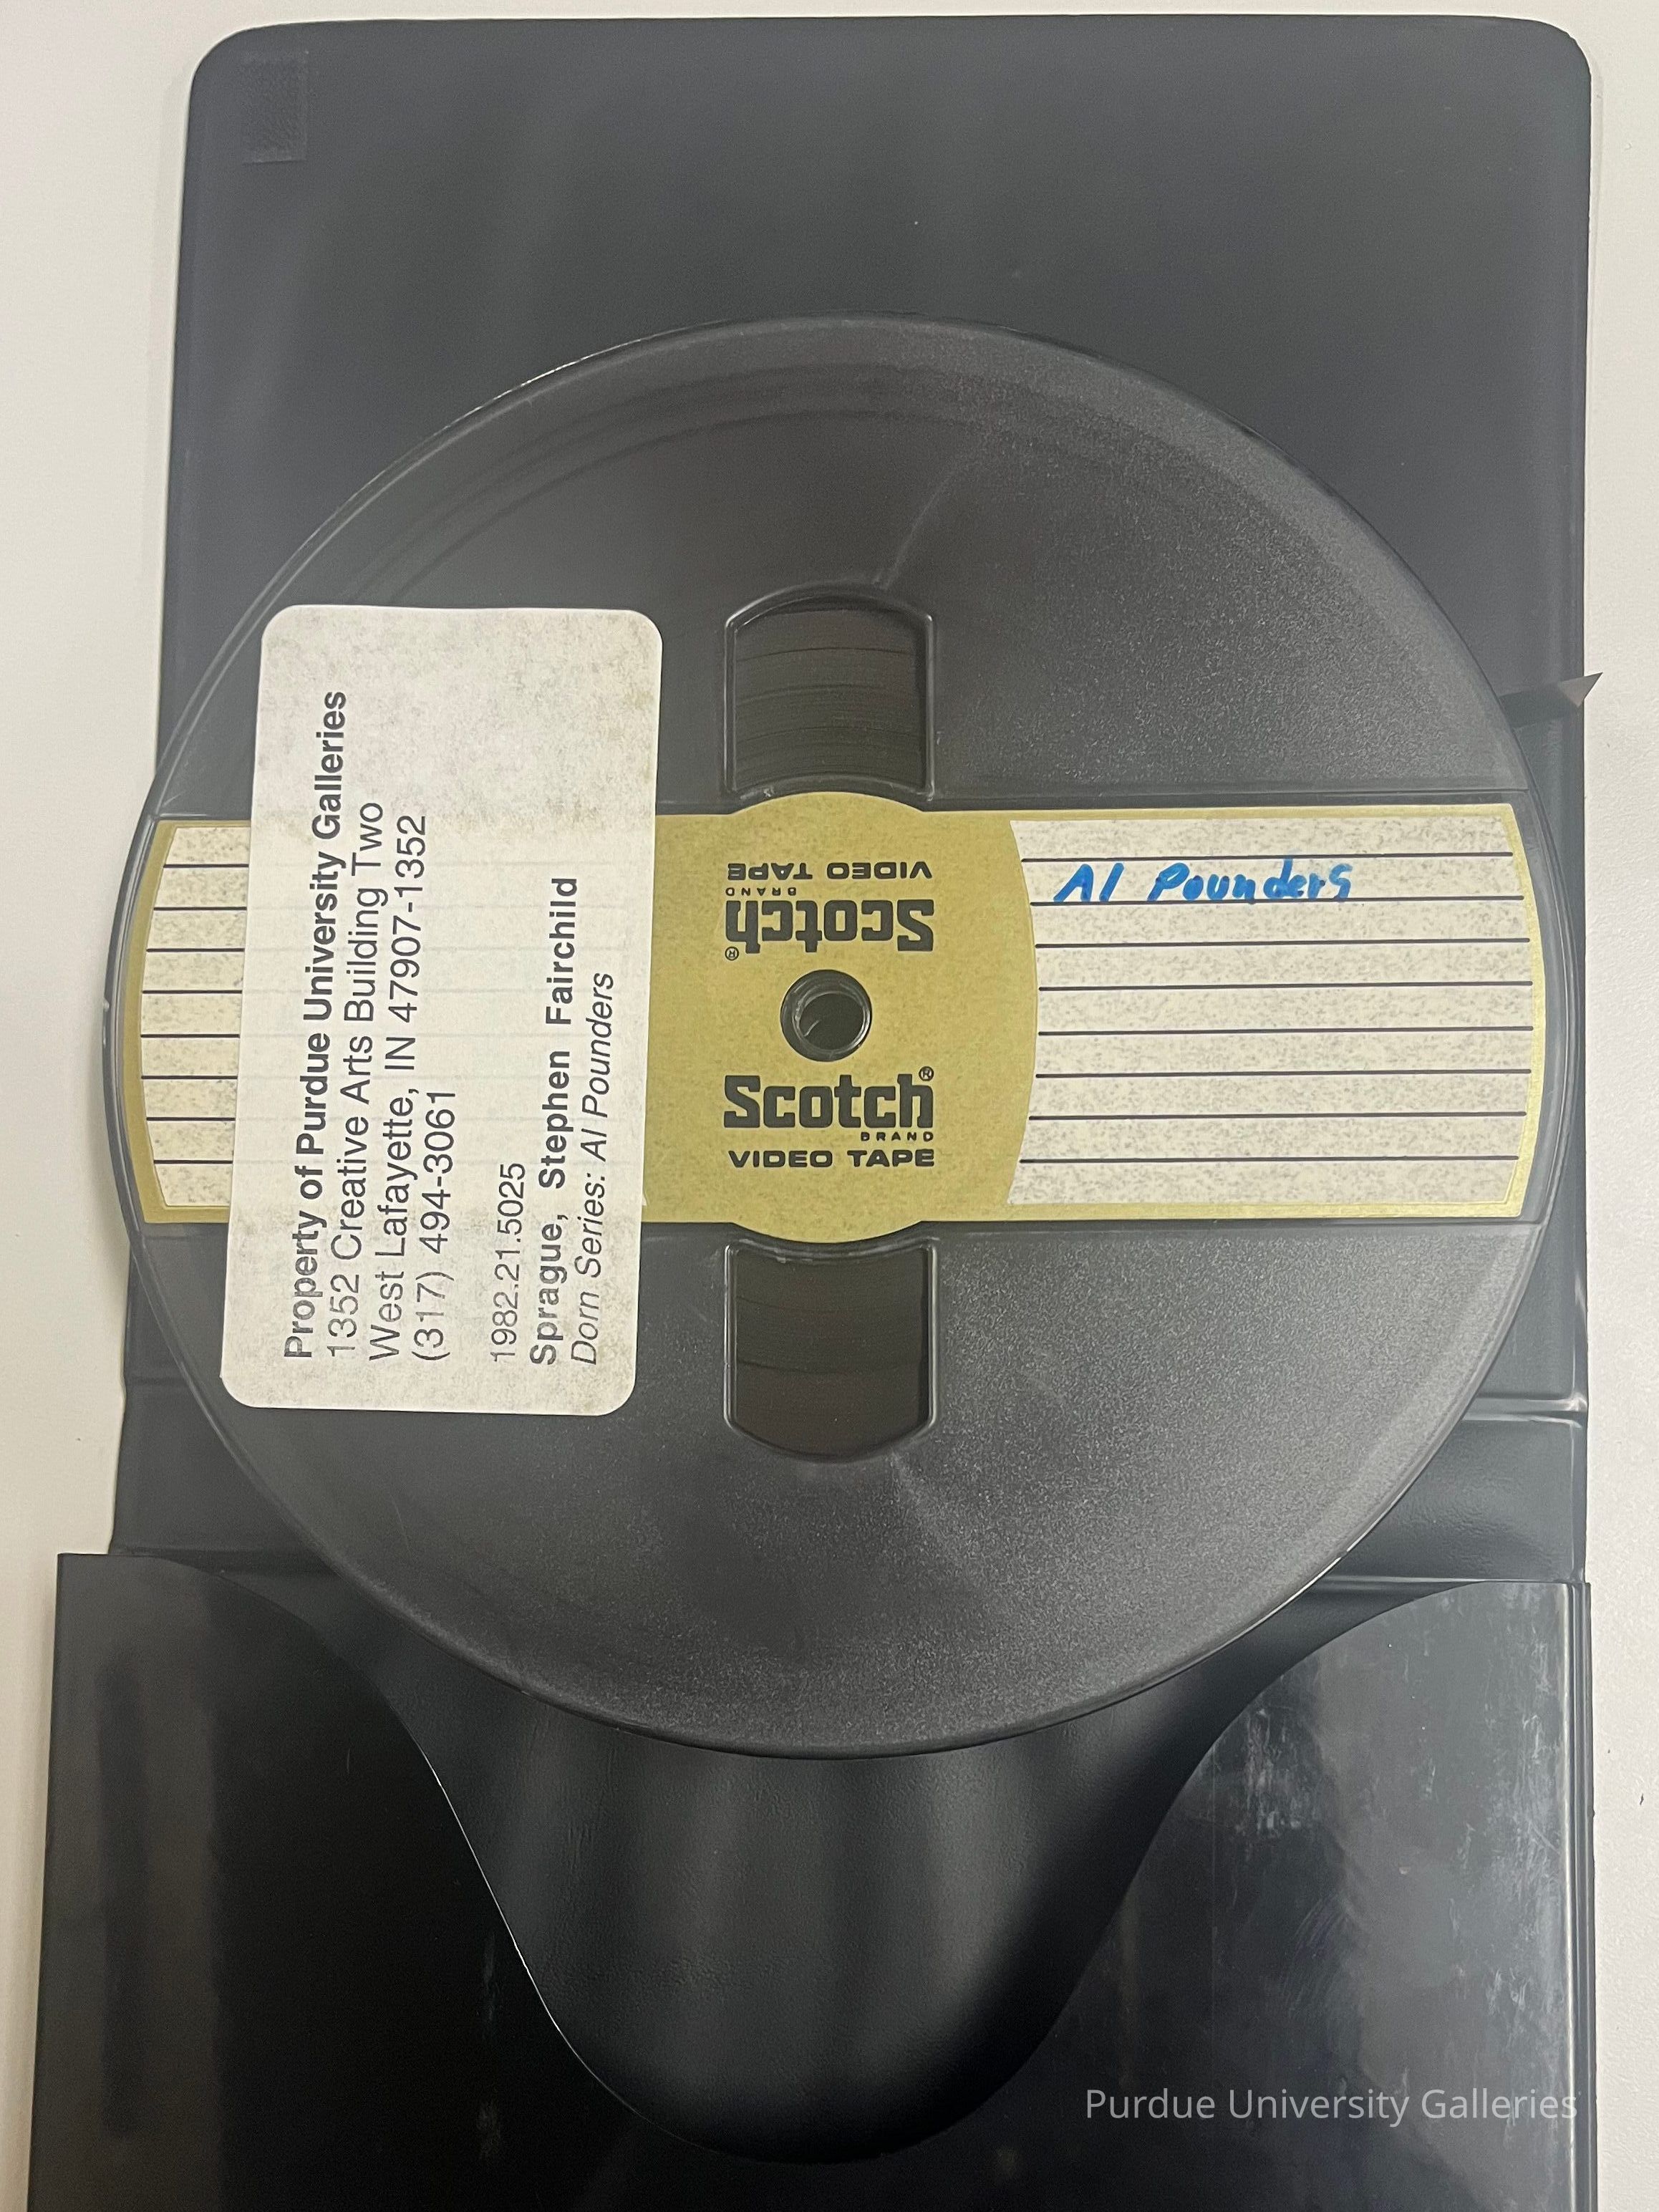 Property of Purdue University Galleries
1352 Creative Arts Building Two
West Lafayette, IN 47907-1352
(317) 494-3061
1982.21.5025
Sprague, Stephen Fairchild
Dorn Series: Al Pounders
Scotch®
BRAND
VIDEO TAPE
Scotch®
BRAND
VIDEO TAPE
Al Pounders
Purdue University Galleries